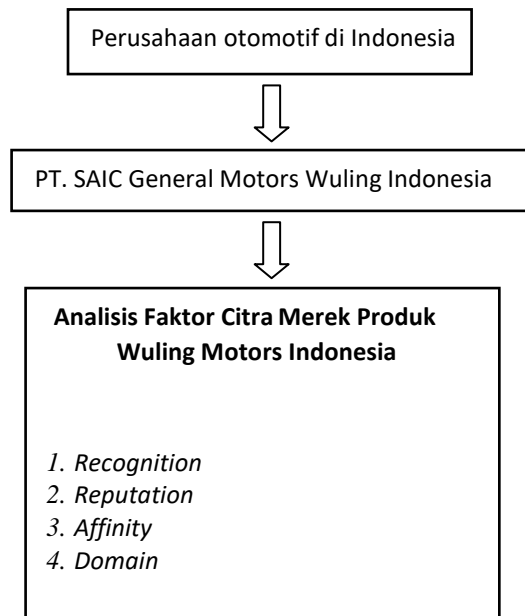 Perusahaan otomotif di Indonesia
PT. SAIC General Motors Wuling Indonesia
Analisis Faktor Citra Merek Produk
Wuling Motors Indonesia
1. Recognition
2. Reputation
3. Affinity
4. Domain